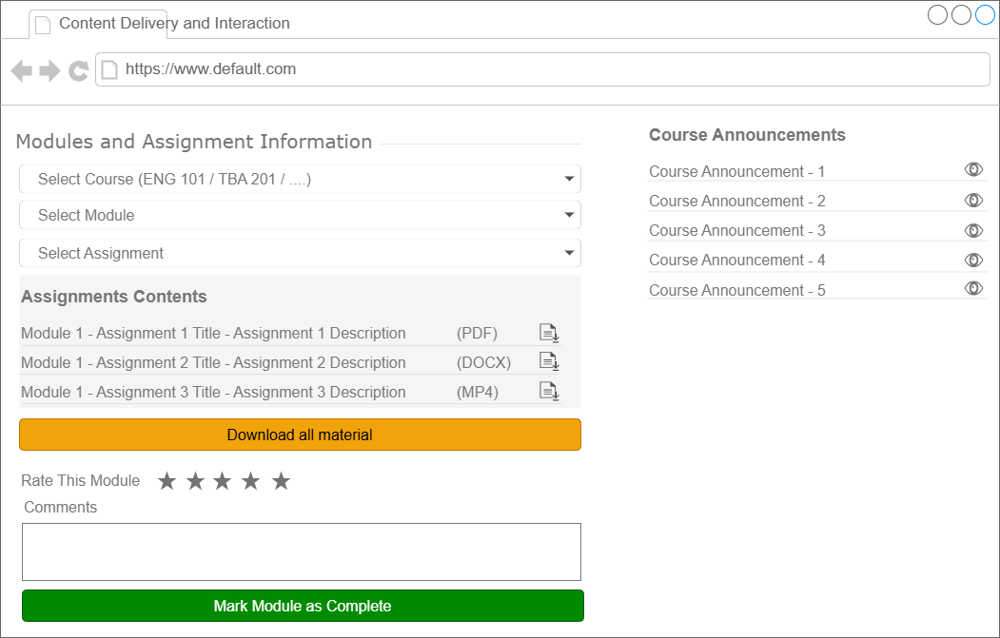 Content Delivery and Interaction
https://www.default.com
Modules and Assignment Information
Select Course (ENG 101 / TBA 201 / ....)
Select Module
Select Assignment
Assignments Contents
Module 1 - Assignment 1 Title - Assignment 1 Description (PDF)
Module 1 - Assignment 2 Title - Assignment 2 Description (DOCX)
Module 1 - Assignment 3 Title - Assignment 3 Description (MP4)
Download all material
Rate This Module
Comments
Mark Module as Complete
Course Announcements
Course Announcement - 1
Course Announcement - 2
Course Announcement - 3
Course Announcement - 4
Course Announcement - 5